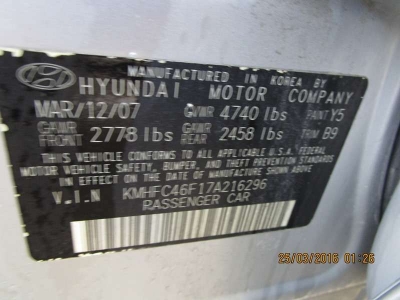 MANUFACTURED IN KOREA BY
HYUNDAI MOTOR COMPANY
MAR/12/07 GVWR 4740 lbs PAINT Y5
GAWR FRONT 2778 lbs GAWR REAR 2458 lbs TRIM B9
THIS VEHICLE CONFORMS TO ALL APPLICABLE U.S.A. FEDERAL
MOTOR VEHICLE SAFETY, BUMPER, AND THEFT PREVENTION
STANDARDS IN EFFECT ON THE DATE OF MANUFACTURE SHOWN ABOVE.
V.I.N KMHFC46F17A216296
PASSENGER CAR
25/03/2016 01:26